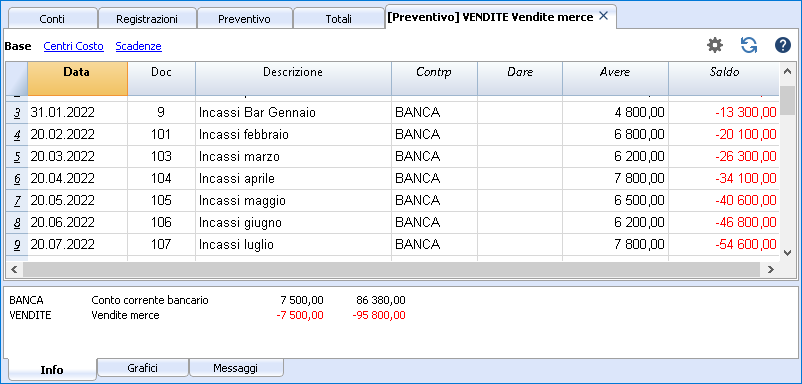 Conti Registrazioni Preventivo Totali [Preventivo] VENDITE Vendite merce
Base Centri Costo Scadenze ?
Data Doc Descrizione Contrp Dare Avere Saldo
3 31.01.2022 9 Incassi Bar Gennaio BANCA 4 800,00 -13 300,00
4 20.02.2022 101 Incassi febbraio BANCA 6 800,00 -20 100,00
5 20.03.2022 103 Incassi marzo BANCA 6 200,00 -26 300,00
6 20.04.2022 104 Incassi aprile BANCA 7 800,00 -34 100,00
7 20.05.2022 105 Incassi maggio BANCA 6 500,00 -40 600,00
8 20.06.2022 106 Incassi giugno BANCA 6 200,00 -46 800,00
9 20.07.2022 107 Incassi luglio BANCA 7 800,00 -54 600,00
BANCA Conto corrente bancario 7 500,00 86 380,00
VENDITE Vendite merce -7 500,00 -95 800,00
Info Grafici Messaggi